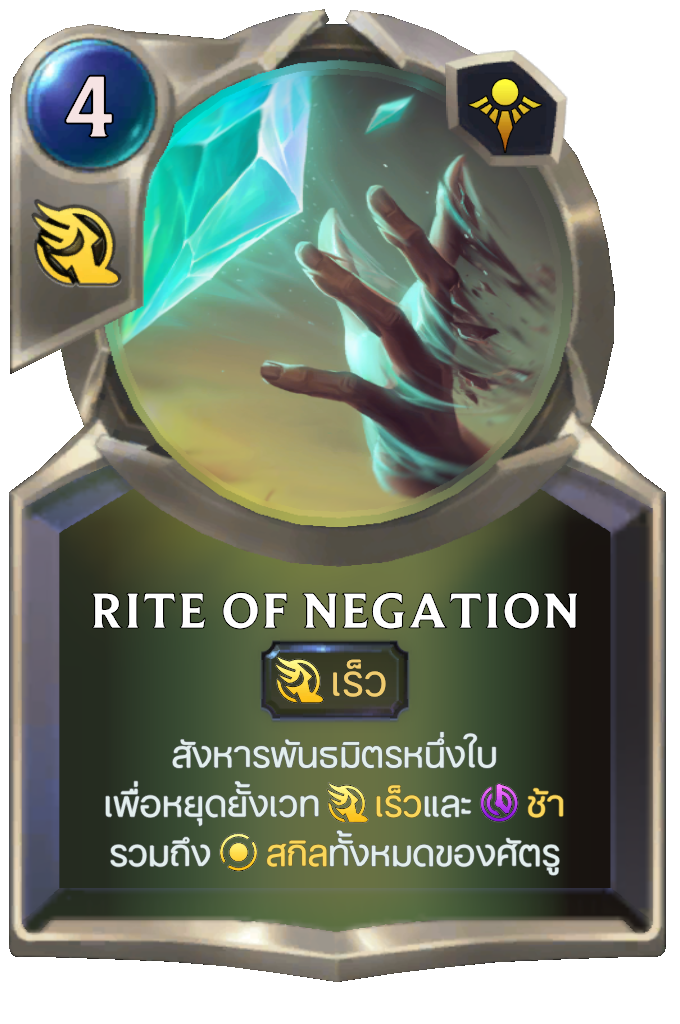 4
RITE OF NEGATION
เร็ว
สังหารพันธมิตรหนึ่งใบ
เพื่อหยุดยั้งเวท เร็วและ ช้า
รวมถึง สกิลทั้งหมดของศัตรู